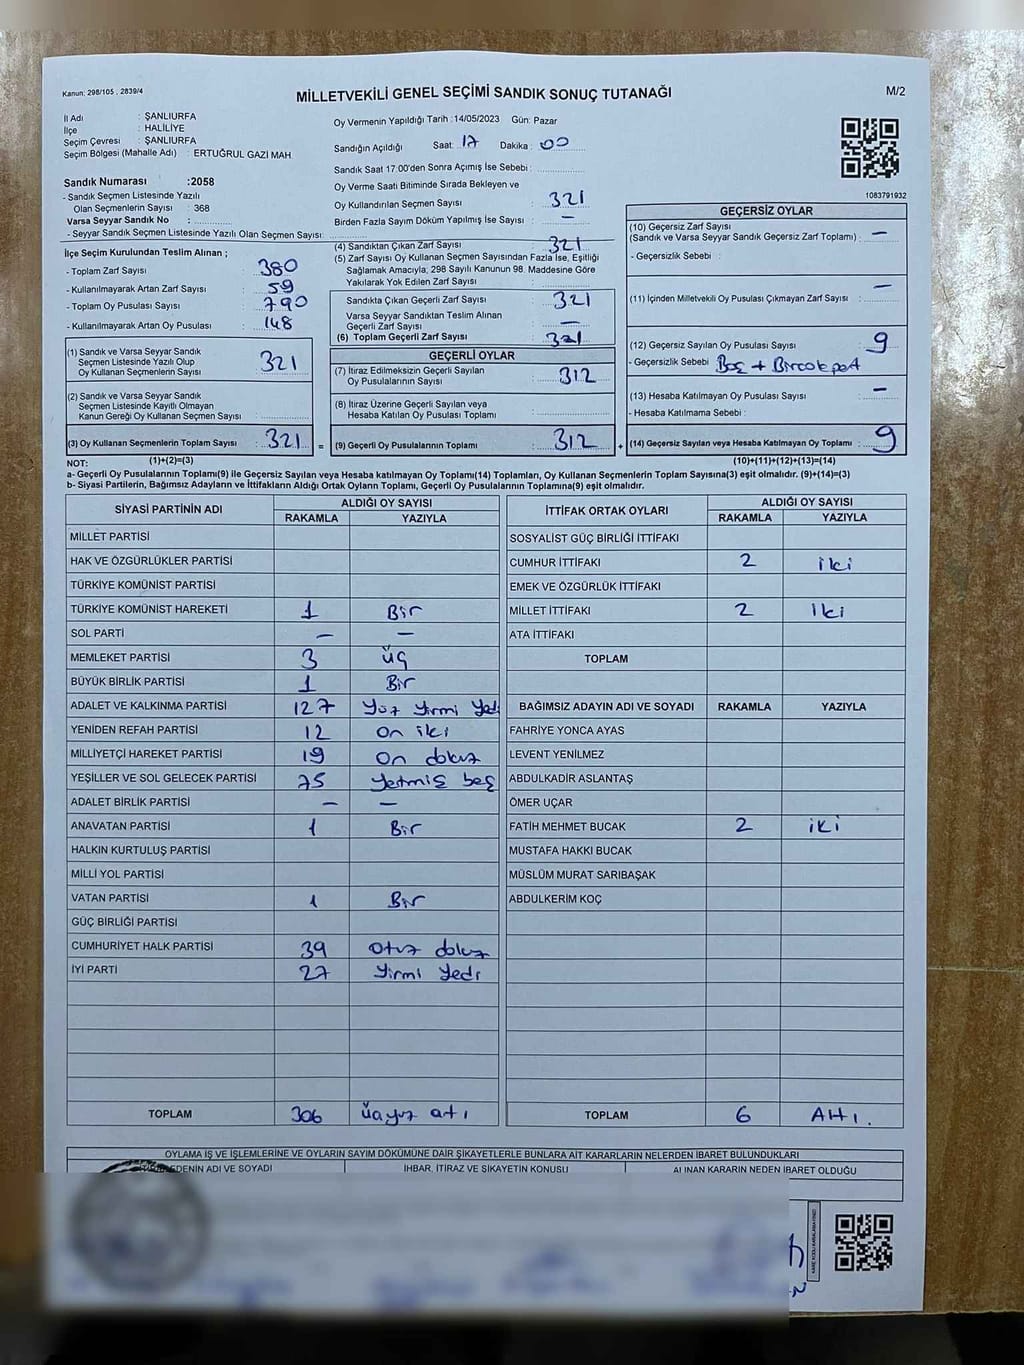 Kanun: 298/105 , 2839/4
MİLLETVEKİLİ GENEL SEÇİMİ SANDIK SONUÇ TUTANAĞI
M/2
İl Adı : ŞANLIURFA
İlçe : HALİLİYE
Seçim Çevresi : ŞANLIURFA
Seçim Bölgesi (Mahalle Adı) : ERTUĞRUL GAZİ MAH
Sandık Numarası :2058
- Sandık Seçmen Listesinde Yazılı
Olan Seçmenlerin Sayısı : 368
Varsa Seyyar Sandık No :
- Seyyar Sandık Seçmen Listesinde Yazılı Olan Seçmen Sayısı:
Oy Vermenin Yapıldığı Tarih :14/05/2023 Gün: Pazar
Sandığın Açıldığı Saat: 17 Dakika: 00
Sandık Saat 17:00'den Sonra Açımış İse Sebebi :
Oy Verme Saati Bitiminde Sırada Bekleyen ve
Oy Kullandırılan Seçmen Sayısı : 321
Birden Fazla Sayım Döküm Yapılmış İse Sayısı : —
1083791932
İlçe Seçim Kurulundan Teslim Alınan ;
- Toplam Zarf Sayısı : 380
- Kullanılmayarak Artan Zarf Sayısı : 59
- Toplam Oy Pusulası Sayısı : 790
- Kullanılmayarak Artan Oy Pusulası : 148
(4) Sandıktan Çıkan Zarf Sayısı : 321
(5) Zarf Sayısı Oy Kullanan Seçmen Sayısından Fazla İse, Eşitliği
Sağlamak Amacıyla; 298 Sayılı Kanunun 98. Maddesine Göre
Yakılarak Yok Edilen Zarf Sayısı :
Sandıkta Çıkan Geçerli Zarf Sayısı : 321
Varsa Seyyar Sandıktan Teslim Alınan
Geçerli Zarf Sayısı : —
(6) Toplam Geçerli Zarf Sayısı : 321
GEÇERSİZ OYLAR
(10) Geçersiz Zarf Sayısı
(Sandık ve Varsa Seyyar Sandık Geçersiz Zarf Toplamı) : —
- Geçersizlik Sebebi :
(11) İçinden Milletvekili Oy Pusulası Çıkmayan Zarf Sayısı : —
(12) Geçersiz Sayılan Oy Pusulası Sayısı : 9
- Geçersizlik Sebebi : Boş +
(13) Hesaba Katılmayan Oy Pusulası Sayısı : —
- Hesaba Katılmama Sebebi :
(14) Geçersiz Sayılan veya Hesaba Katılmayan Oy Toplamı : 9
(1) Sandık ve Varsa Seyyar Sandık
Seçmen Listesinde Yazılı Olup
Oy Kullanan Seçmenlerin Sayısı : 321
(2) Sandık ve Varsa Seyyar Sandık
Seçmen Listesinde Kayıtlı Olmayan
Kanun Gereği Oy Kullanan Seçmen Sayısı :
(3) Oy Kullanan Seçmenlerin Toplam Sayısı : 321 =
GEÇERLİ OYLAR
(7) İtiraz Edilmeksizin Geçerli Sayılan
Oy Pusulalarının Sayısı : 312
(8) İtiraz Üzerine Geçerli Sayılan veya
Hesaba Katılan Oy Pusulası Toplamı :
(9) Geçerli Oy Pusulalarının Toplamı : 312 +
NOT: (1)+(2)=(3) (10)+(11)+(12)+(13)=(14)
a- Geçerli Oy Pusulalarının Toplamı(9) ile Geçersiz Sayılan veya Hesaba katılmayan Oy Toplamı(14) Toplamları, Oy Kullanan Seçmenlerin Toplam Sayısına(3) eşit olmalıdır. (9)+(14)=(3)
b- Siyasi Partilerin, Bağımsız Adayların ve İttifakların Aldığı Ortak Oyların Toplamı, Geçerli Oy Pusulalarının Toplamına(9) eşit olmalıdır.
SİYASİ PARTİNİN ADI ALDIĞI OY SAYISI
RAKAMLA YAZIYLA
MİLLET PARTİSİ
HAK VE ÖZGÜRLÜKLER PARTİSİ
TÜRKİYE KOMÜNİST PARTİSİ
TÜRKİYE KOMÜNİST HAREKETİ 1 Bir
SOL PARTİ — —
MEMLEKET PARTİSİ 3 üç
BÜYÜK BİRLİK PARTİSİ 1 Bir
ADALET VE KALKINMA PARTİSİ 127 Yüz Yirmi Yedi
YENİDEN REFAH PARTİSİ 12 on iki
MİLLİYETÇİ HAREKET PARTİSİ 19 on dokuz
YEŞİLLER VE SOL GELECEK PARTİSİ 75 Yetmiş beş
ADALET BİRLİK PARTİSİ — —
ANAVATAN PARTİSİ 1 Bir
HALKIN KURTULUŞ PARTİSİ
MİLLİ YOL PARTİSİ
VATAN PARTİSİ 1 Bir
GÜÇ BİRLİĞİ PARTİSİ
CUMHURİYET HALK PARTİSİ 39 otuz dokuz
İYİ PARTİ 27 Yirmi Yedi
TOPLAM 306 üçyüz altı
İTTİFAK ORTAK OYLARI ALDIĞI OY SAYISI
RAKAMLA YAZIYLA
SOSYALİST GÜÇ BİRLİĞİ İTTİFAKI
CUMHUR İTTİFAKI 2 iki
EMEK VE ÖZGÜRLÜK İTTİFAKI
MİLLET İTTİFAKI 2 iki
ATA İTTİFAKI
TOPLAM
BAĞIMSIZ ADAYIN ADI VE SOYADI RAKAMLA YAZIYLA
FAHRİYE YONCA AYAS
LEVENT YENİLMEZ
ABDULKADİR ASLANTAŞ
ÖMER UÇAR
FATİH MEHMET BUCAK 2 iki
MUSTAFA HAKKI BUCAK
MÜSLÜM MURAT SARIBAŞAK
ABDULKERİM KOÇ
TOPLAM 6 Altı.
OYLAMA İŞ VE İŞLEMLERİNE VE OYLARIN SAYIM DÖKÜMÜNE DAİR ŞİKAYETLERLE BUNLARA AİT KARARLARIN NELERDEN İBARET BULUNDUKLARI
ADI VE SOYADI İHBAR, İTİRAZ VE ŞİKAYETİN KONUSU ALINAN KARARIN NEDEN İBARET OLDUĞU